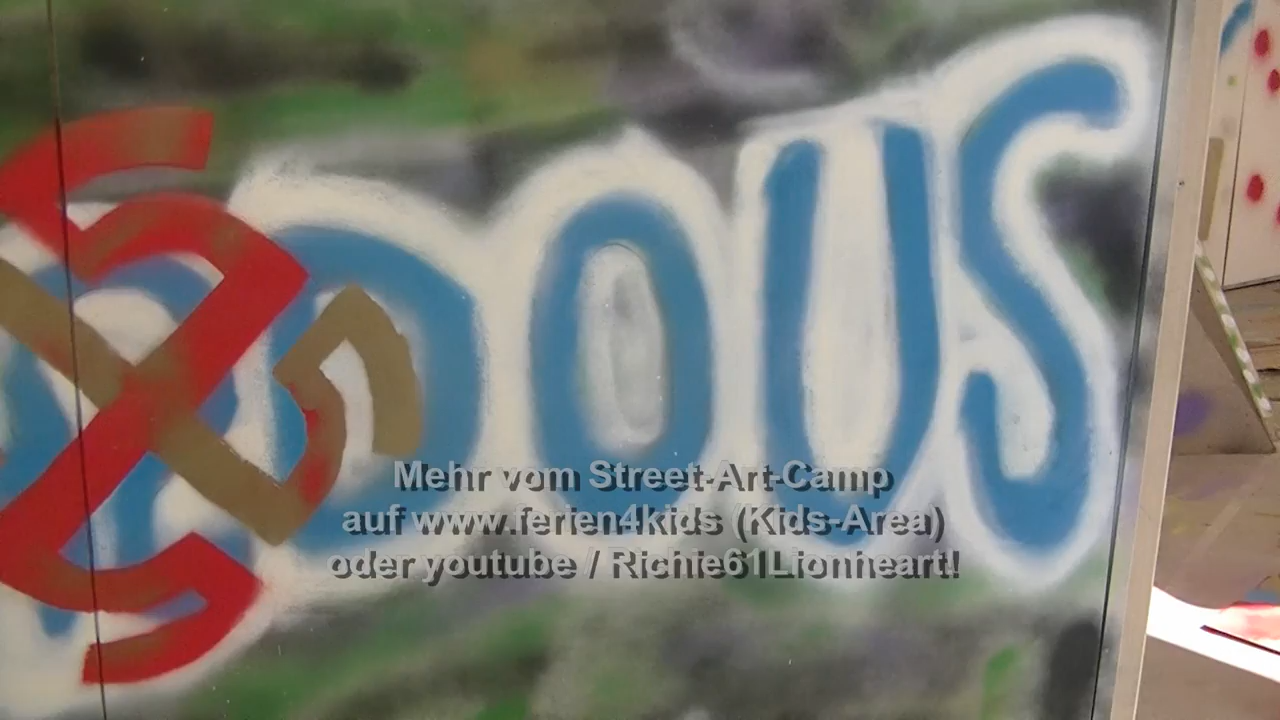 DOUS
Mehr vom Street-Art-Camp
auf www.ferien4kids (Kids-Area)
oder youtube / Richie61Lionheart!